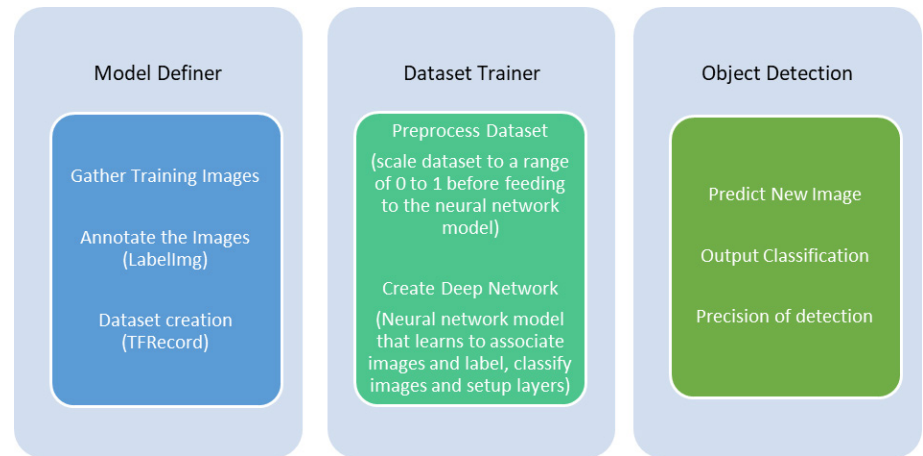 Model Definer
Gather Training Images
Annotate the Images
(LabelImg)
Dataset creation
(TFRecord)
Dataset Trainer
Preprocess Dataset
(scale dataset to a range
of 0 to 1 before feeding
to the neural network
model)
Create Deep Network
(Neural network model
that learns to associate
images and label, classify
images and setup layers)
Object Detection
Predict New Image
Output Classification
Precision of detection